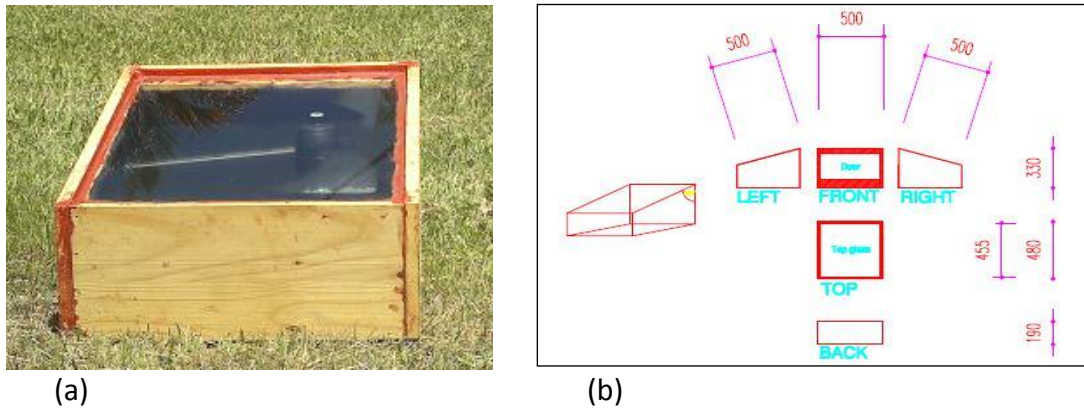 500
500
500
Door
330
LEFT
FRONT
RIGHT
Top glass
455
480
TOP
190
BACK
(a)
(b)